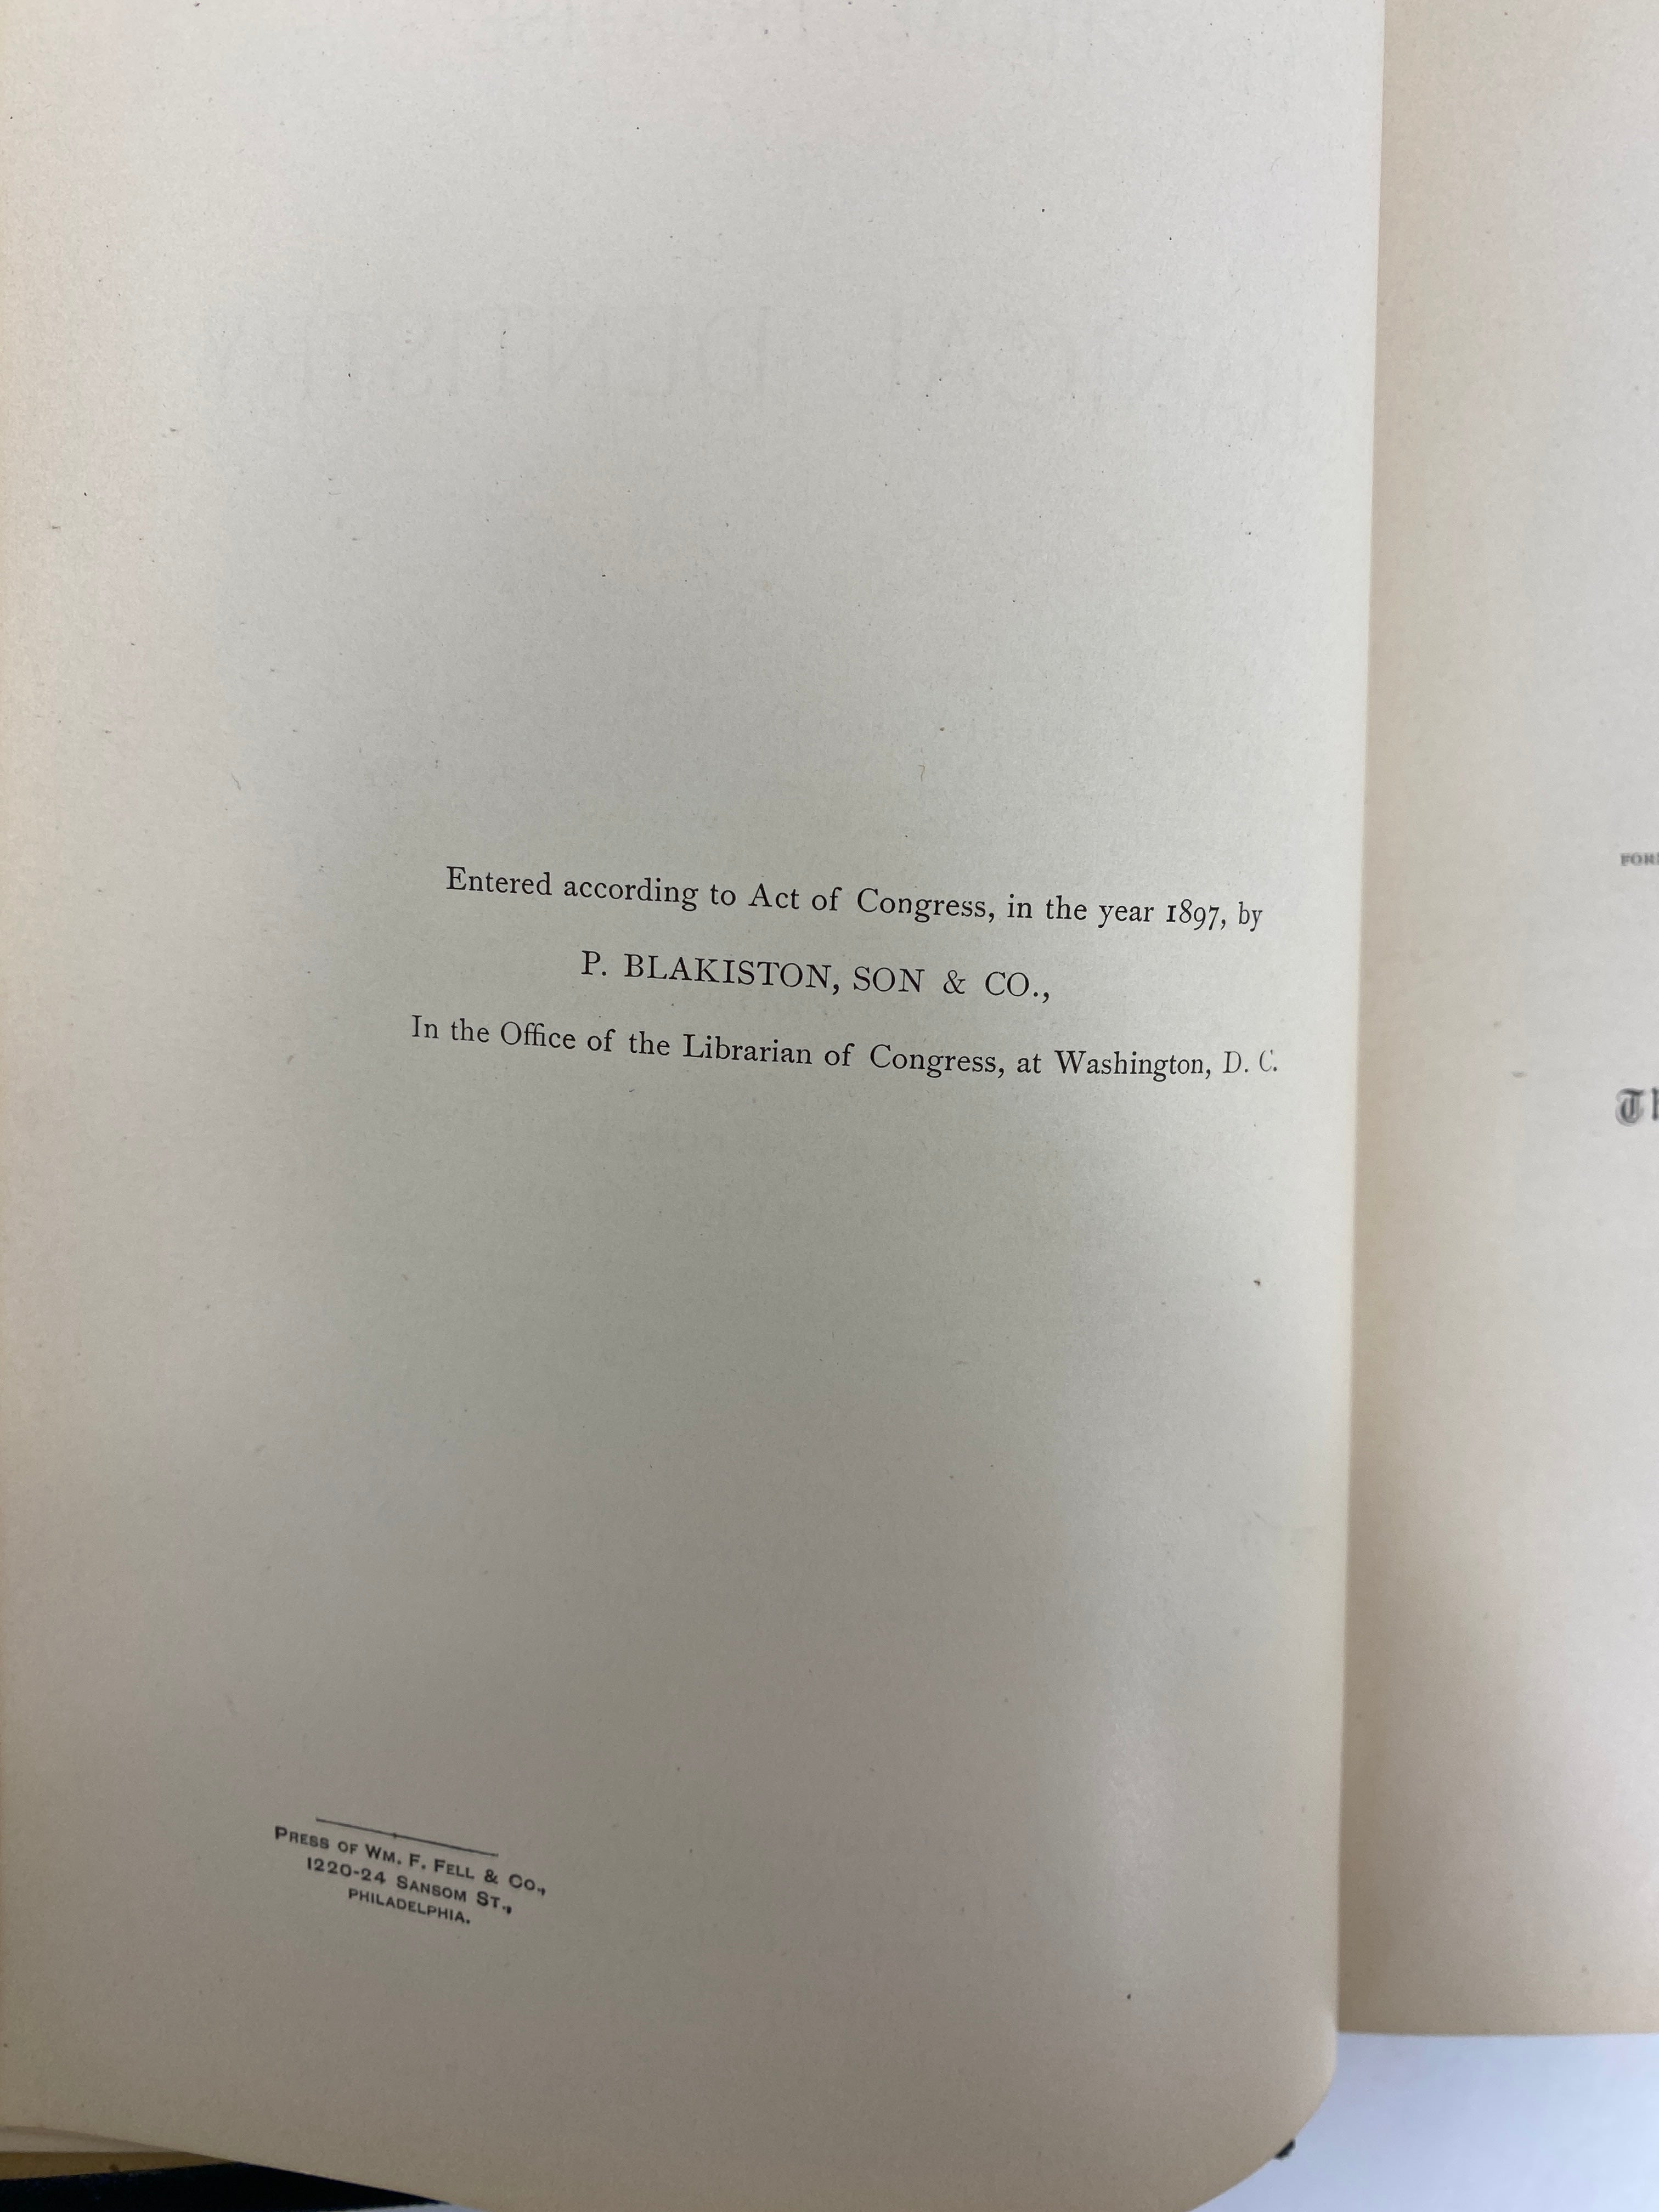 Entered according to Act of Congress, in the year 1897, by
P. BLAKISTON, SON & CO.,
In the Office of the Librarian of Congress, at Washington, D. C.
PRESS OF WM. F. FELL & CO.,
1220-24 SANSOM ST.,
PHILADELPHIA.